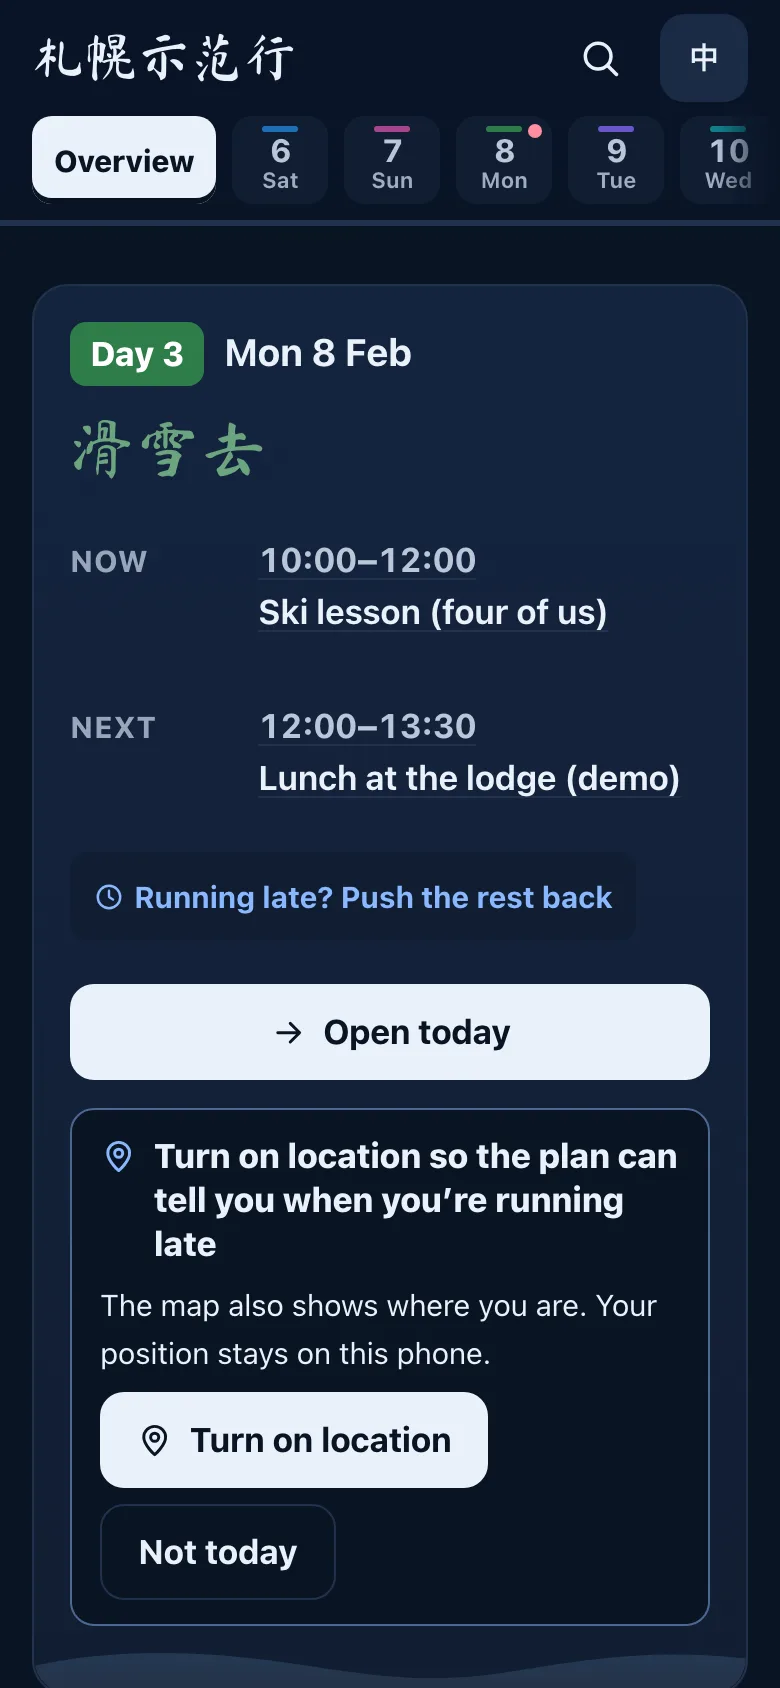 札幌示范行
中
Overview
6
Sat
7
Sun
8
Mon
9
Tue
10
Wed
Day 3
Mon 8 Feb
滑雪去
NOW
10:00–12:00
Ski lesson (four of us)
NEXT
12:00–13:30
Lunch at the lodge (demo)
Running late? Push the rest back
Open today
Turn on location so the plan can
tell you when you’re running
late
The map also shows where you are. Your
position stays on this phone.
Turn on location
Not today